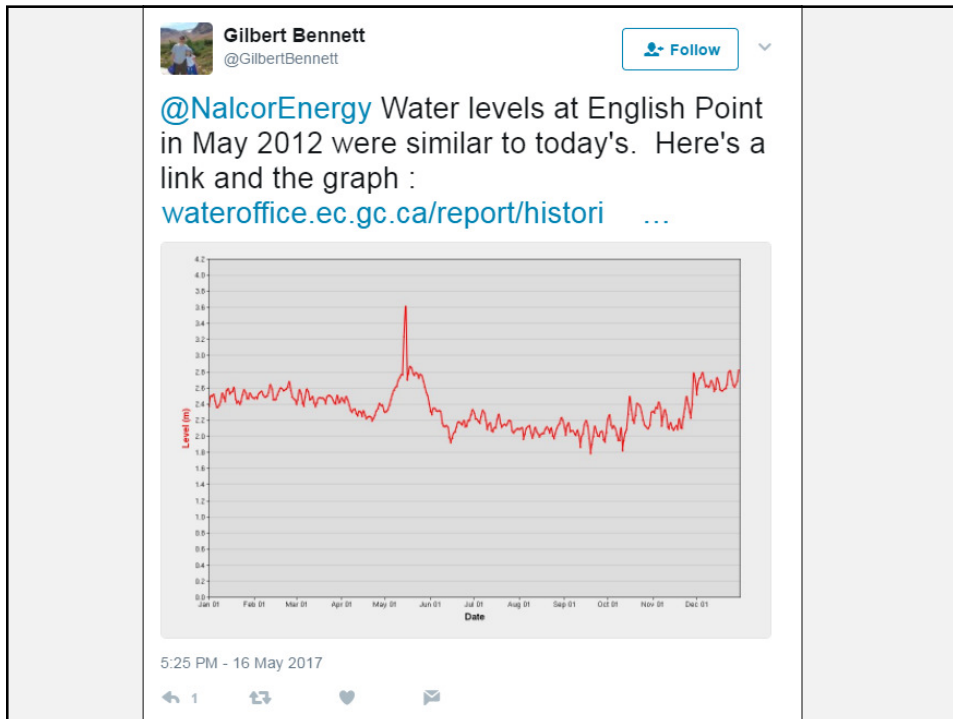 Gilbert Bennett
@GilbertBennett
Follow
@NalcorEnergy Water levels at English Point
in May 2012 were similar to today's. Here's a
link and the graph :
wateroffice.ec.gc.ca/report/histori ...
4.2
4.0
3.8
3.6
3.4
3.2
3.0
2.8
2.6
2.4
2.2
2.0
1.8
1.6
1.4
1.2
1.0
0.8
0.6
0.4
0.2
0.0
Level (m)
Jan 01 Feb 01 Mar 01 Apr 01 May 01 Jun 01 Jul 01 Aug 01 Sep 01 Oct 01 Nov 01 Dec 01
Date
5:25 PM - 16 May 2017
1